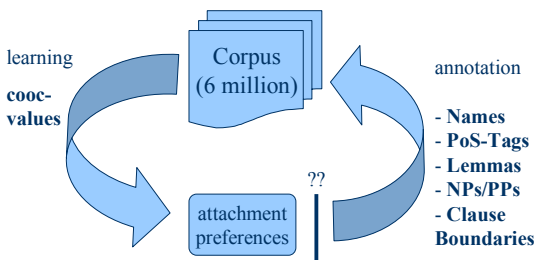 learning
cooc-
values
Corpus
(6 million)
annotation
- Names
- PoS-Tags
- Lemmas
- NPs/PPs
- Clause
Boundaries
??
attachment
preferences